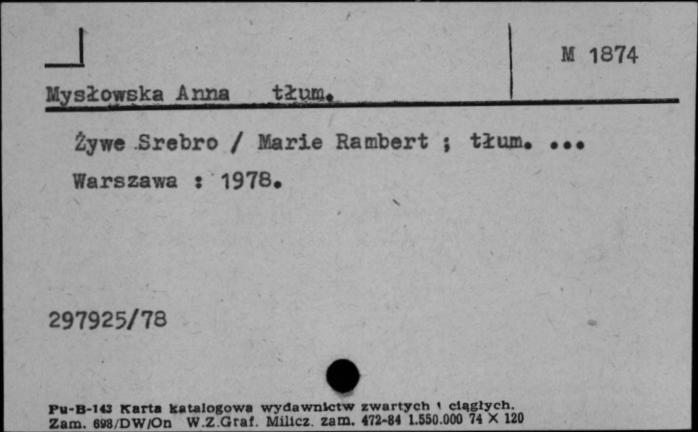 M 1874
Mysłowska Anna tłum.
Żywe Srebro / Marie Rambert ; tłum. ...
Warszawa : 1978.
297925/78
Pu-B-143 Karta katalogowa wydawnictw zwartych i ciągłych.
Zam. 698/DW/On W.Z.Graf. Milicz. zam. 472-84 1.550.000 74 X 120